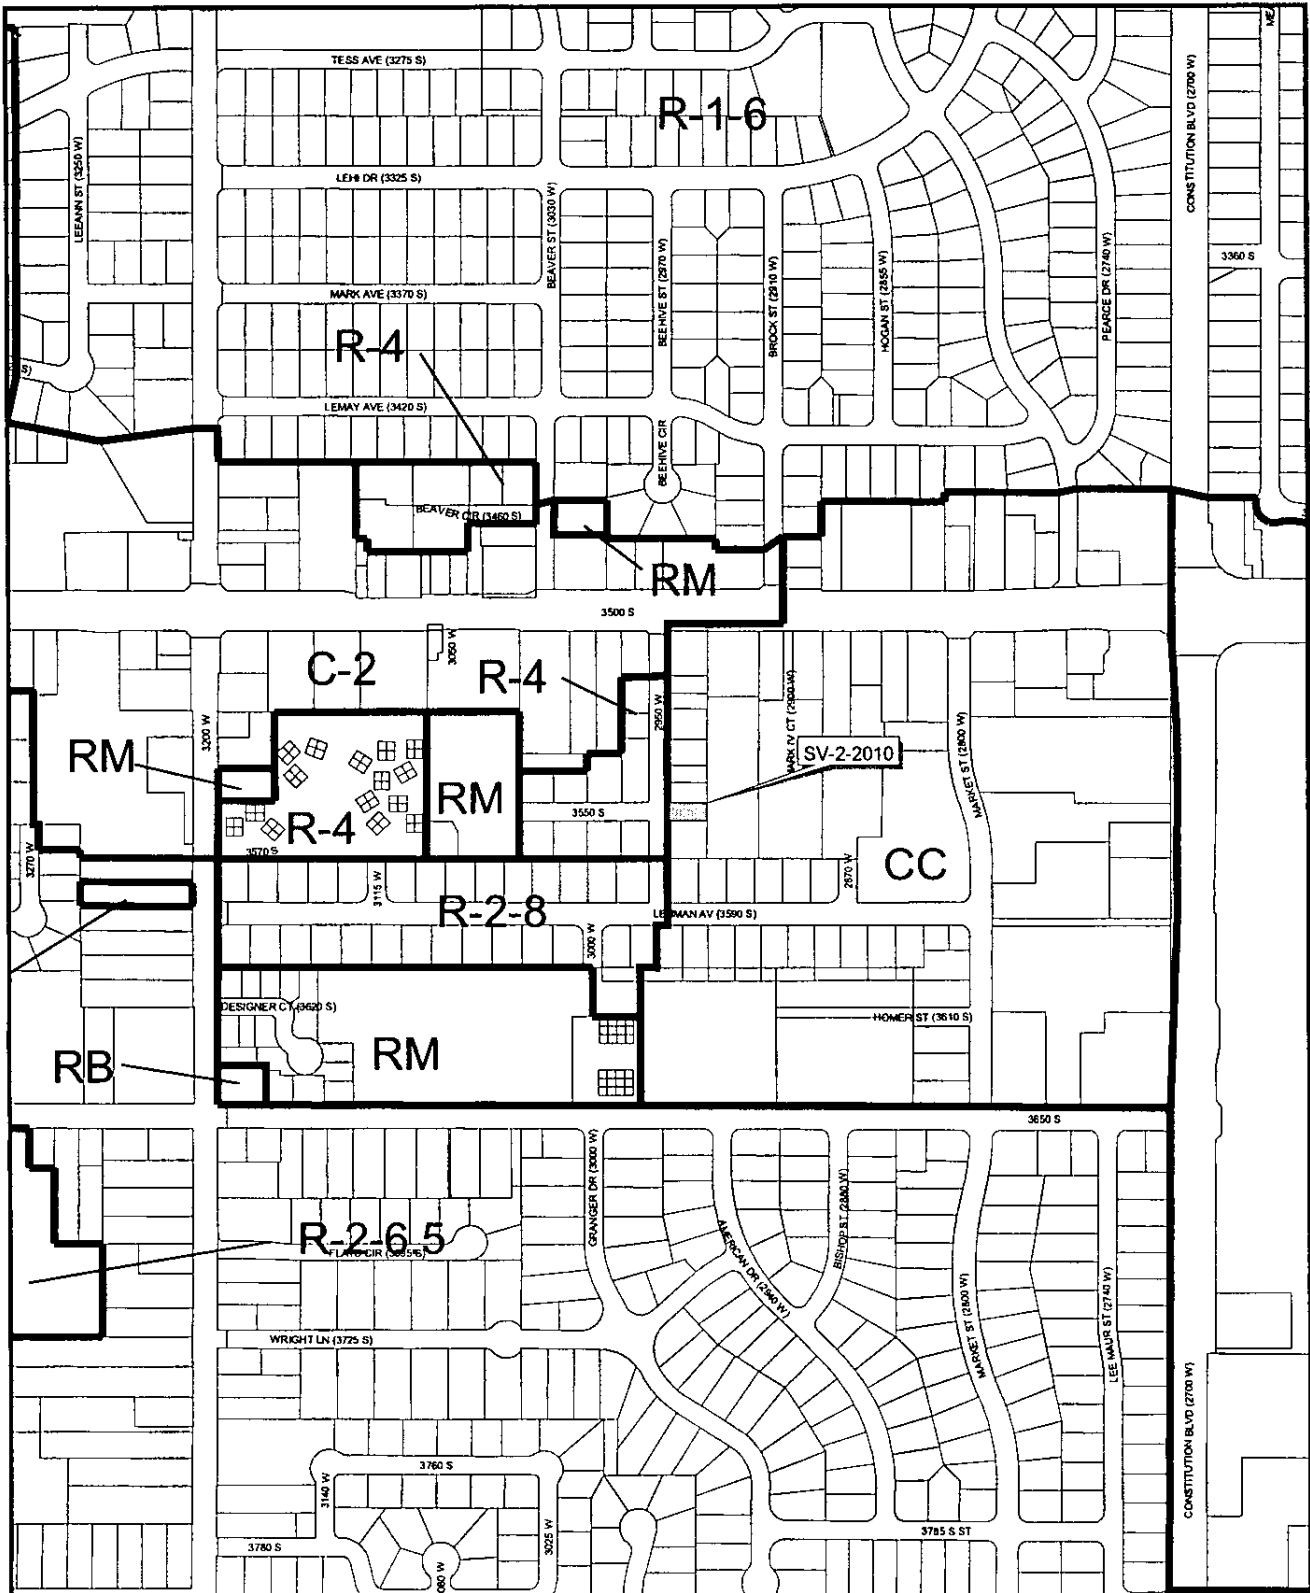 TESS AVE (3275 S)
R-1-6
CONSTITUTION BLVD (2700 W)
LEEANN ST (3250 W)
LEHI DR (3325 S)
BEAVER ST (3030 W)
BEEHIVE ST (2970 W)
BROCK ST (2910 W)
HOGAN ST (2855 W)
PEARCE DR (2740 W)
3360 S
MARK AVE (3370 S)
R-4
S)
LEMAY AVE (3420 S)
BEEHIVE CIR
BEAVER CIR (3460 S)
RM
3500 S
3050 W
C-2
R-4
2950 W
3200 W
MARKET ST (2800 W)
RM
SV-2-2010
RM
R-4
3550 S
3570 S
3270 W
3115 W
2870 W
CC
R-2-8
LEHMAN AV (3590 S)
3000 W
DESIGNER CT (3620 S)
HOMER ST (3610 S)
RM
RB
3650 S
GRANGER DR (3000 W)
AMERICAN DR (2940 W)
BISHOP ST (2880 W)
R-2-6.5
MARKET ST (2800 W)
LEE MAUR ST (2740 W)
WRIGHT LN (3725 S)
CONSTITUTION BLVD (2700 W)
3760 S
3140 W
3025 W
3780 S
3785 S ST